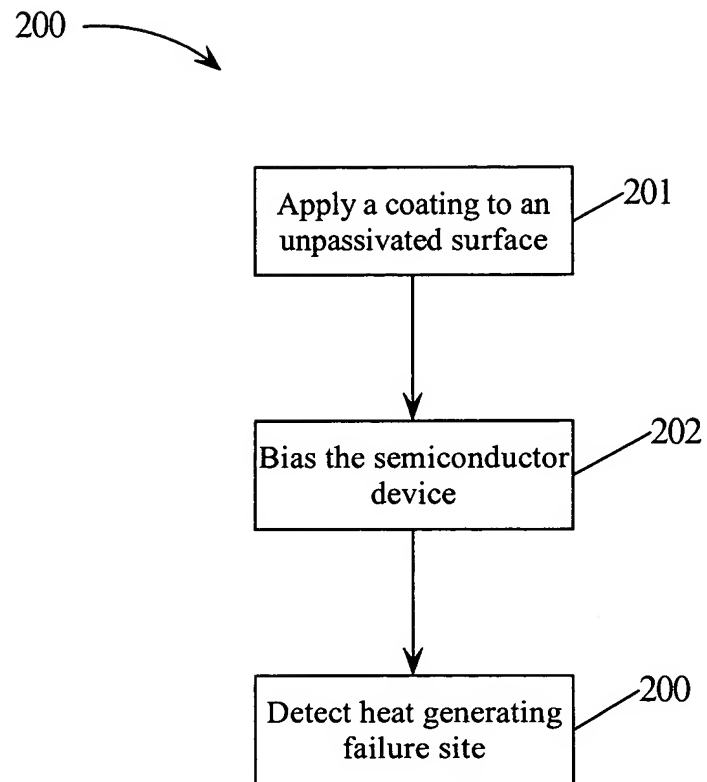 200
Apply a coating to an
unpassivated surface
201
Bias the semiconductor
device
202
Detect heat generating
failure site
200